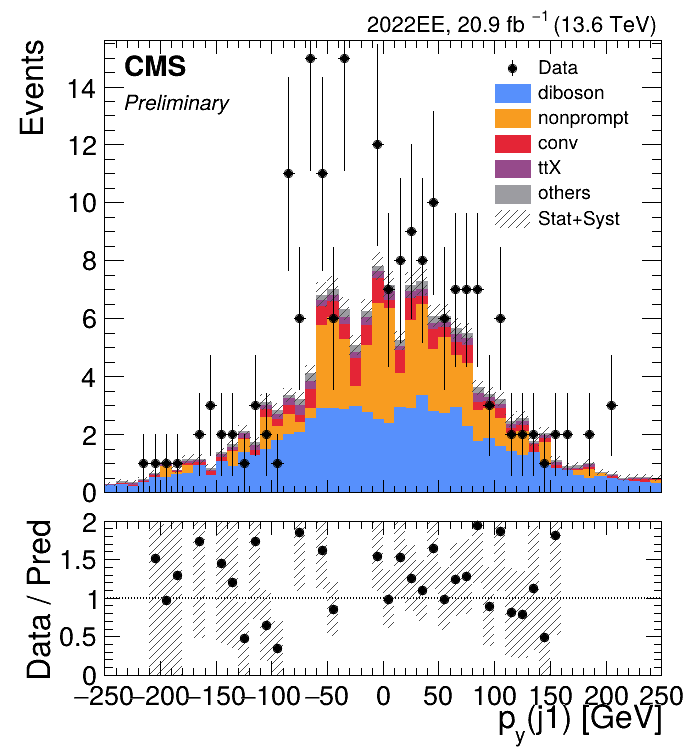 2022EE, 20.9 fb⁻¹ (13.6 TeV)
CMS
Preliminary
Events
Data
diboson
nonprompt
conv
ttX
others
Stat+Syst
14
12
10
8
6
4
2
0
Data / Pred
2
1.5
1
0.5
0
−250 −200 −150 −100 −50 0 50 100 150 200 250
p_y(j1) [GeV]